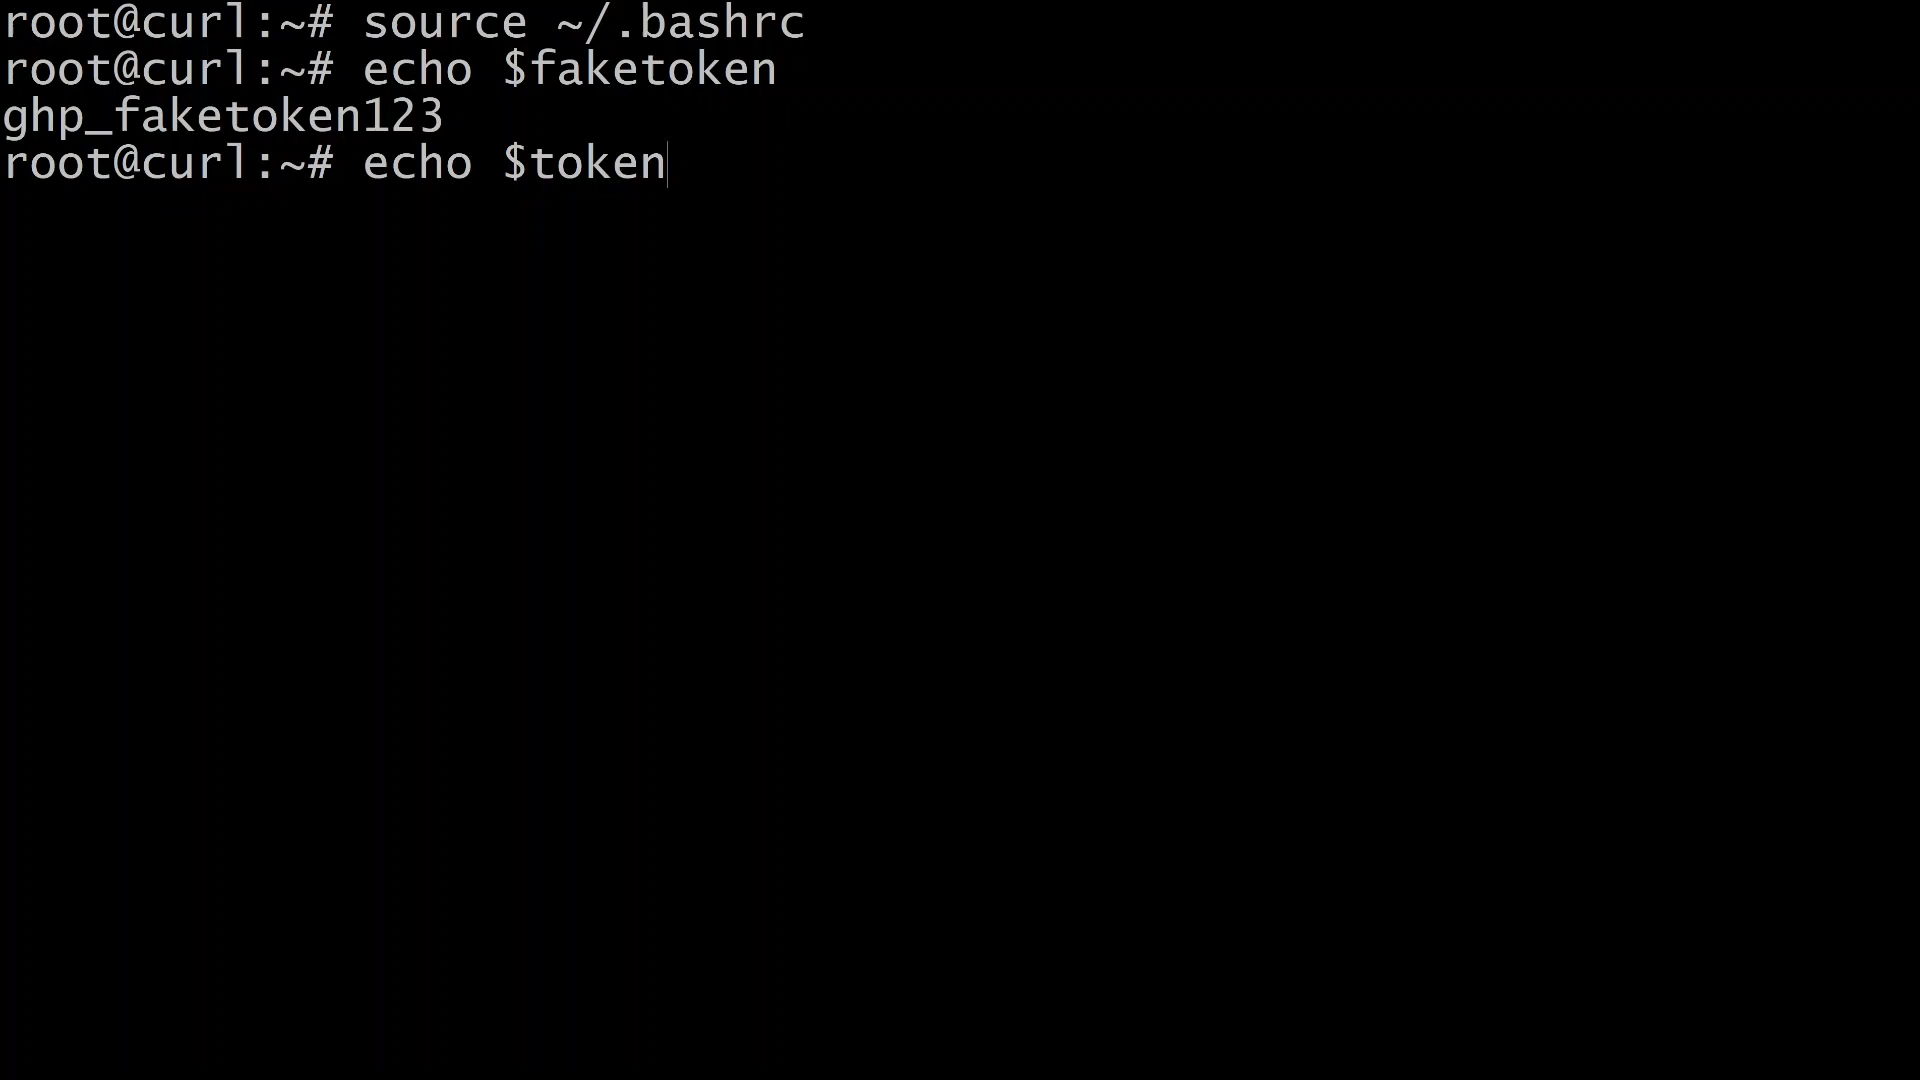 root@curl:~# source ~/.bashrc
root@curl:~# echo $faketoken
ghp_faketoken123
root@curl:~# echo $token